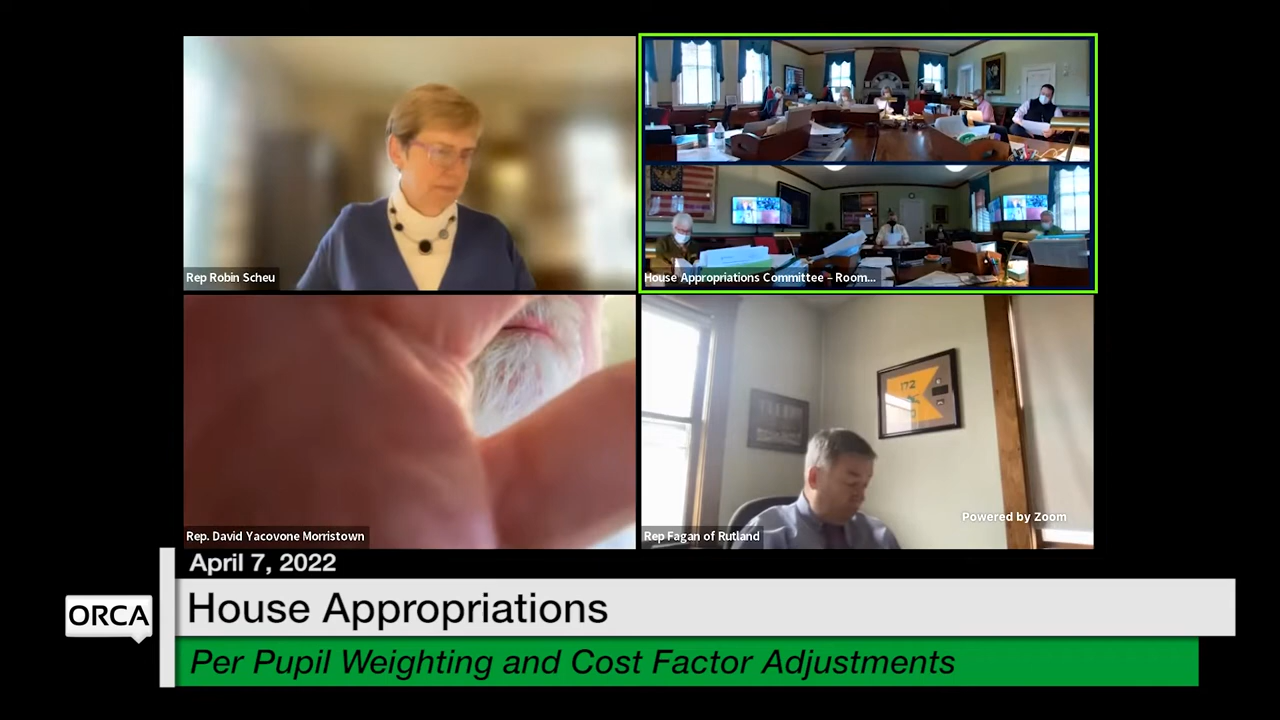 Rep Robin Scheu
House Appropriations Committee – Room...
172
Rep. David Yacovone Morristown
Rep Fagan of Rutland
Powered by Zoom
April 7, 2022
ORCA
House Appropriations
Per Pupil Weighting and Cost Factor Adjustments